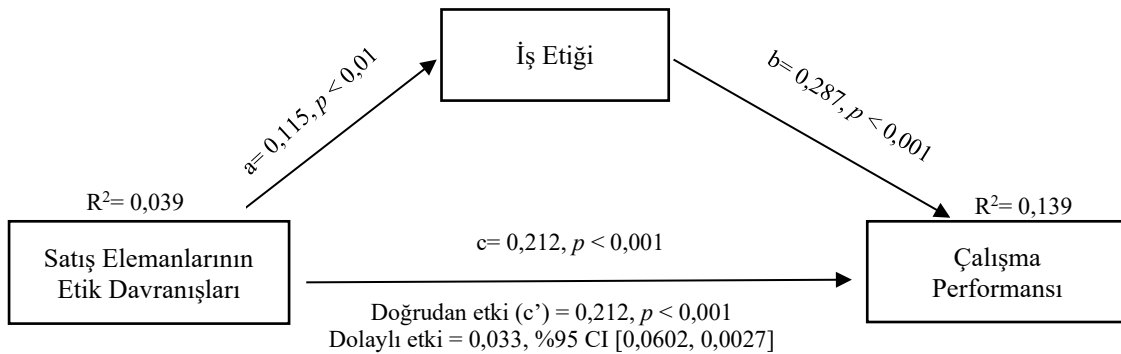 İş Etiği
a= 0,115, p < 0,01
b= 0,287, p < 0,001
R²= 0,039
R²= 0,139
Satış Elemanlarının
Etik Davranışları
c= 0,212, p < 0,001
Çalışma
Performansı
Doğrudan etki (c’) = 0,212, p < 0,001
Dolaylı etki = 0,033, %95 CI [0,0602, 0,0027]